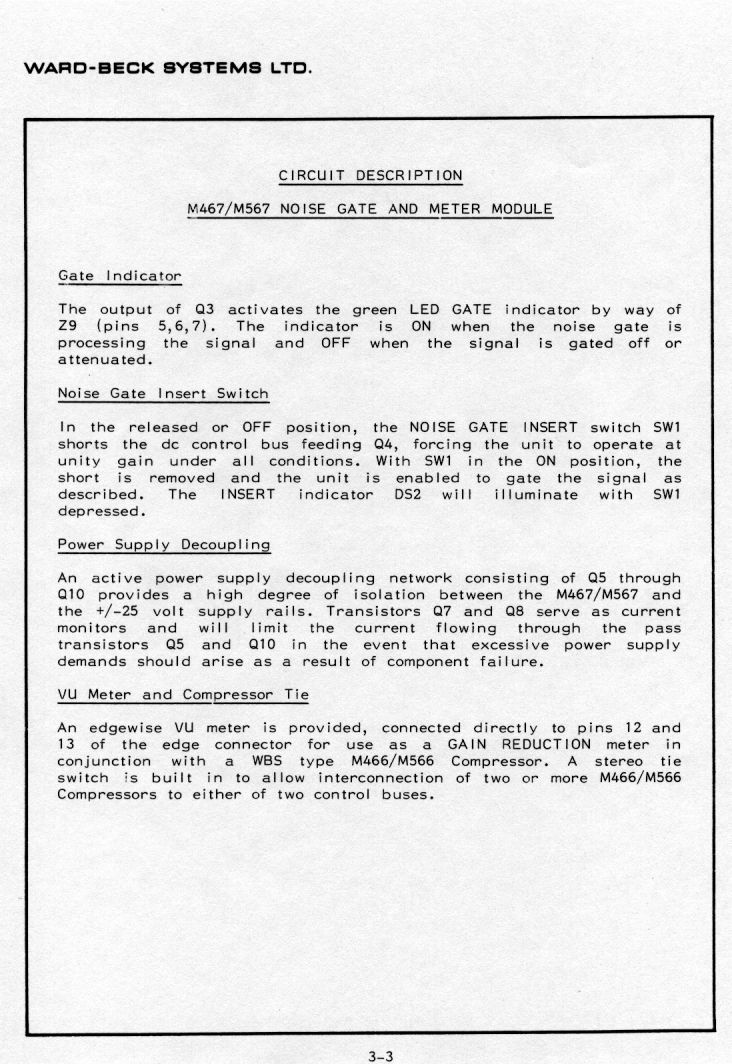 WARD-BECK SYSTEMS LTD.
CIRCUIT DESCRIPTION
M467/M567 NOISE GATE AND METER MODULE
Gate Indicator
The output of Q3 activates the green LED GATE indicator by way of
Z9 (pins 5,6,7). The indicator is ON when the noise gate is
processing the signal and OFF when the signal is gated off or
attenuated.
Noise Gate Insert Switch
In the released or OFF position, the NOISE GATE INSERT switch SW1
shorts the dc control bus feeding Q4, forcing the unit to operate at
unity gain under all conditions. With SW1 in the ON position, the
short is removed and the unit is enabled to gate the signal as
described. The INSERT indicator DS2 will illuminate with SW1
depressed.
Power Supply Decoupling
An active power supply decoupling network consisting of Q5 through
Q10 provides a high degree of isolation between the M467/M567 and
the +/-25 volt supply rails. Transistors Q7 and Q8 serve as current
monitors and will limit the current flowing through the pass
transistors Q5 and Q10 in the event that excessive power supply
demands should arise as a result of component failure.
VU Meter and Compressor Tie
An edgewise VU meter is provided, connected directly to pins 12 and
13 of the edge connector for use as a GAIN REDUCTION meter in
conjunction with a WBS type M466/M566 Compressor. A stereo tie
switch is built in to allow interconnection of two or more M466/M566
Compressors to either of two control buses.
3-3